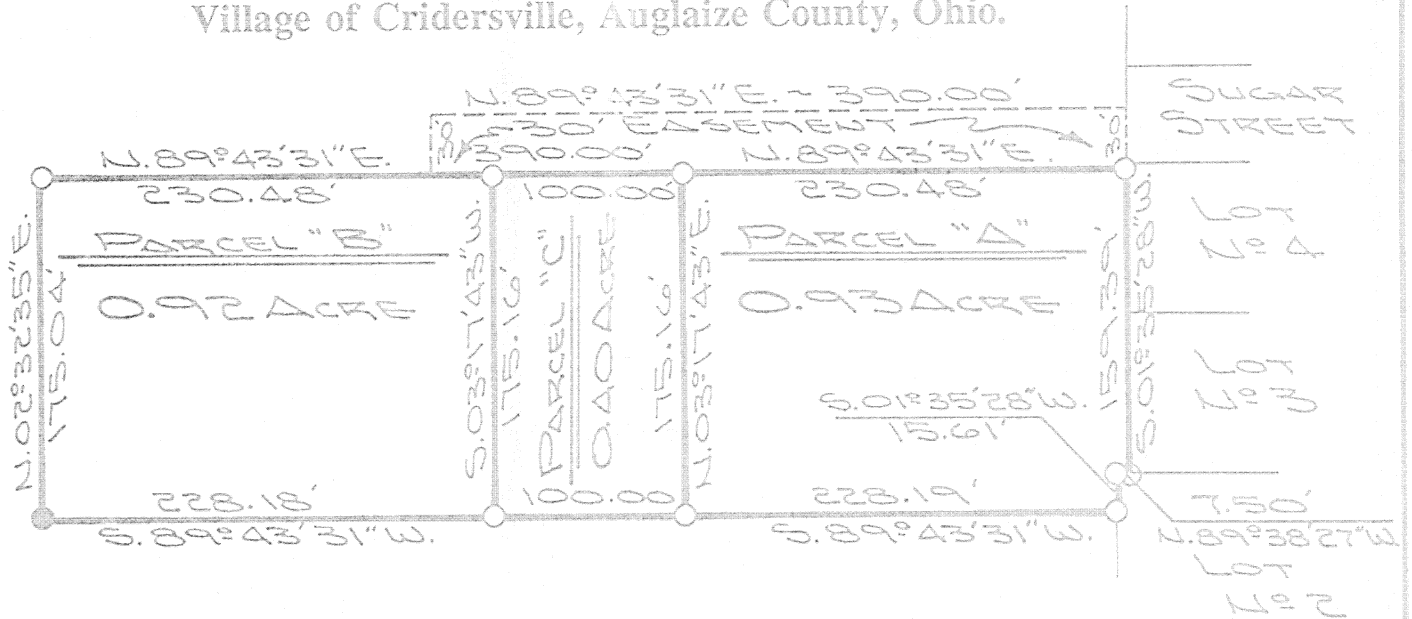 Village of Cridersville, Auglaize County, Ohio.
N.89°43'31"E. ~ 390.00'
30' EASEMENT
30'
30'
SUGAR
STREET
N.89°43'31"E.
390.00'
N.89°43'31"E.
230.48'
100.00'
230.48'
LOT
Nº 4
PARCEL "B"
0.92 ACRE
PARCEL "C"
0.40 ACRE
PARCEL "A"
0.93 ACRE
N.02°32'35"E.
175.04'
S.03°17'43"W.
175.16'
175.16'
N.03°17'43"E.
159.39'
S.01°35'28"W.
LOT
Nº 3
S.01°35'28"W.
15.61'
228.18'
S.89°43'31"W.
100.00
228.19'
S.89°43'31"W.
7.50'
N.89°38'27"W
LOT
Nº 2